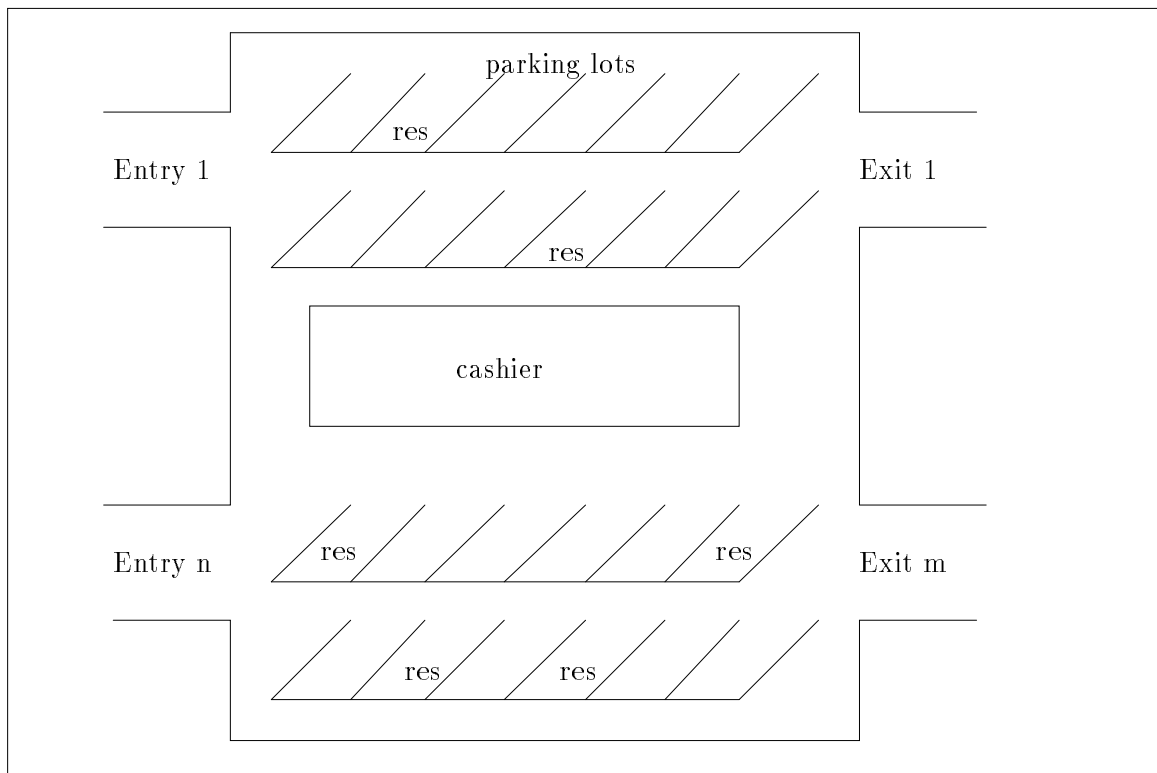 parking lots
res
Entry 1
Exit 1
res
cashier
res
res
Entry n
Exit m
res
res